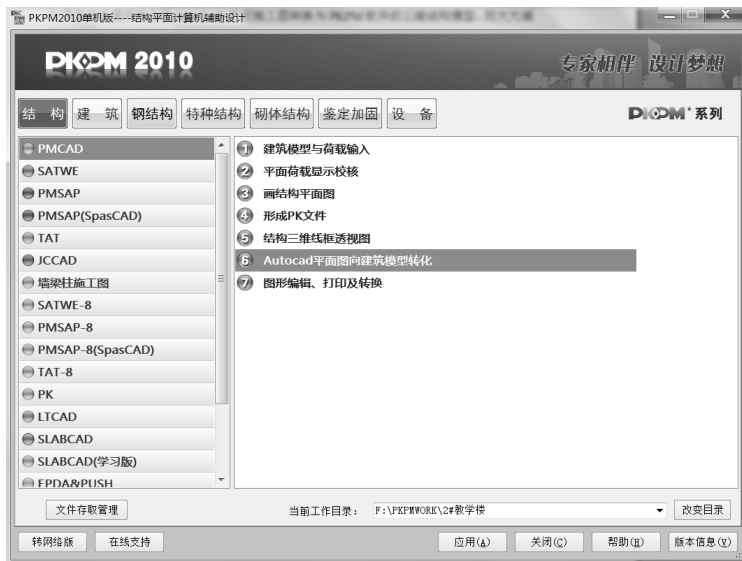 PKPM2010单机版----结构平面计算机辅助设计
PKPM 2010
专家相伴 设计梦想
结 构 建 筑 钢结构 特种结构 砌体结构 鉴定加固 设 备
PKPM 系列
PMCAD
SATWE
PMSAP
PMSAP(SpasCAD)
TAT
JCCAD
墙梁柱施工图
SATWE-8
PMSAP-8
PMSAP-8(SpasCAD)
TAT-8
PK
LTCAD
SLABCAD
SLABCAD(学习版)
EPDA&PUSH
1 建筑模型与荷载输入
2 平面荷载显示校核
3 画结构平面图
4 形成PK文件
5 结构三维线框透视图
6 Autocad平面图向建筑模型转化
7 图形编辑、打印及转换
文件存取管理 当前工作目录: F:\PKPMWORK\2#教学楼 改变目录
转网络版 在线支持 应用(A) 关闭(C) 帮助(H) 版本信息(V)